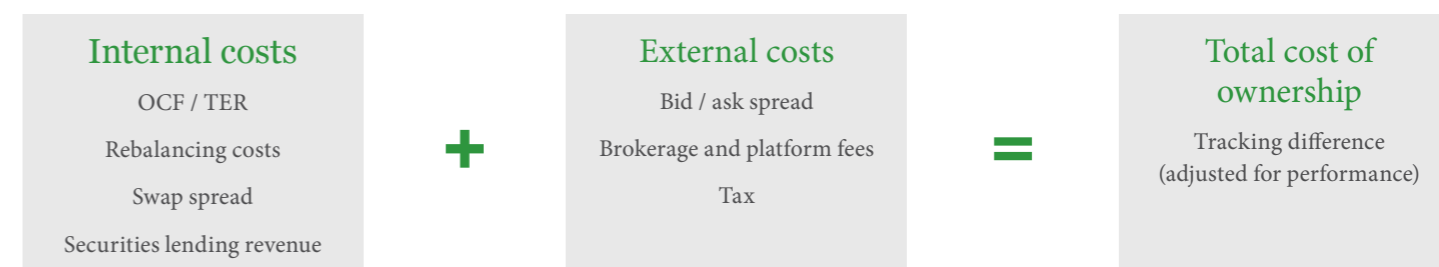 Internal costs
OCF / TER
Rebalancing costs
Swap spread
Securities lending revenue
+
External costs
Bid / ask spread
Brokerage and platform fees
Tax
=
Total cost of
ownership
Tracking difference
(adjusted for performance)